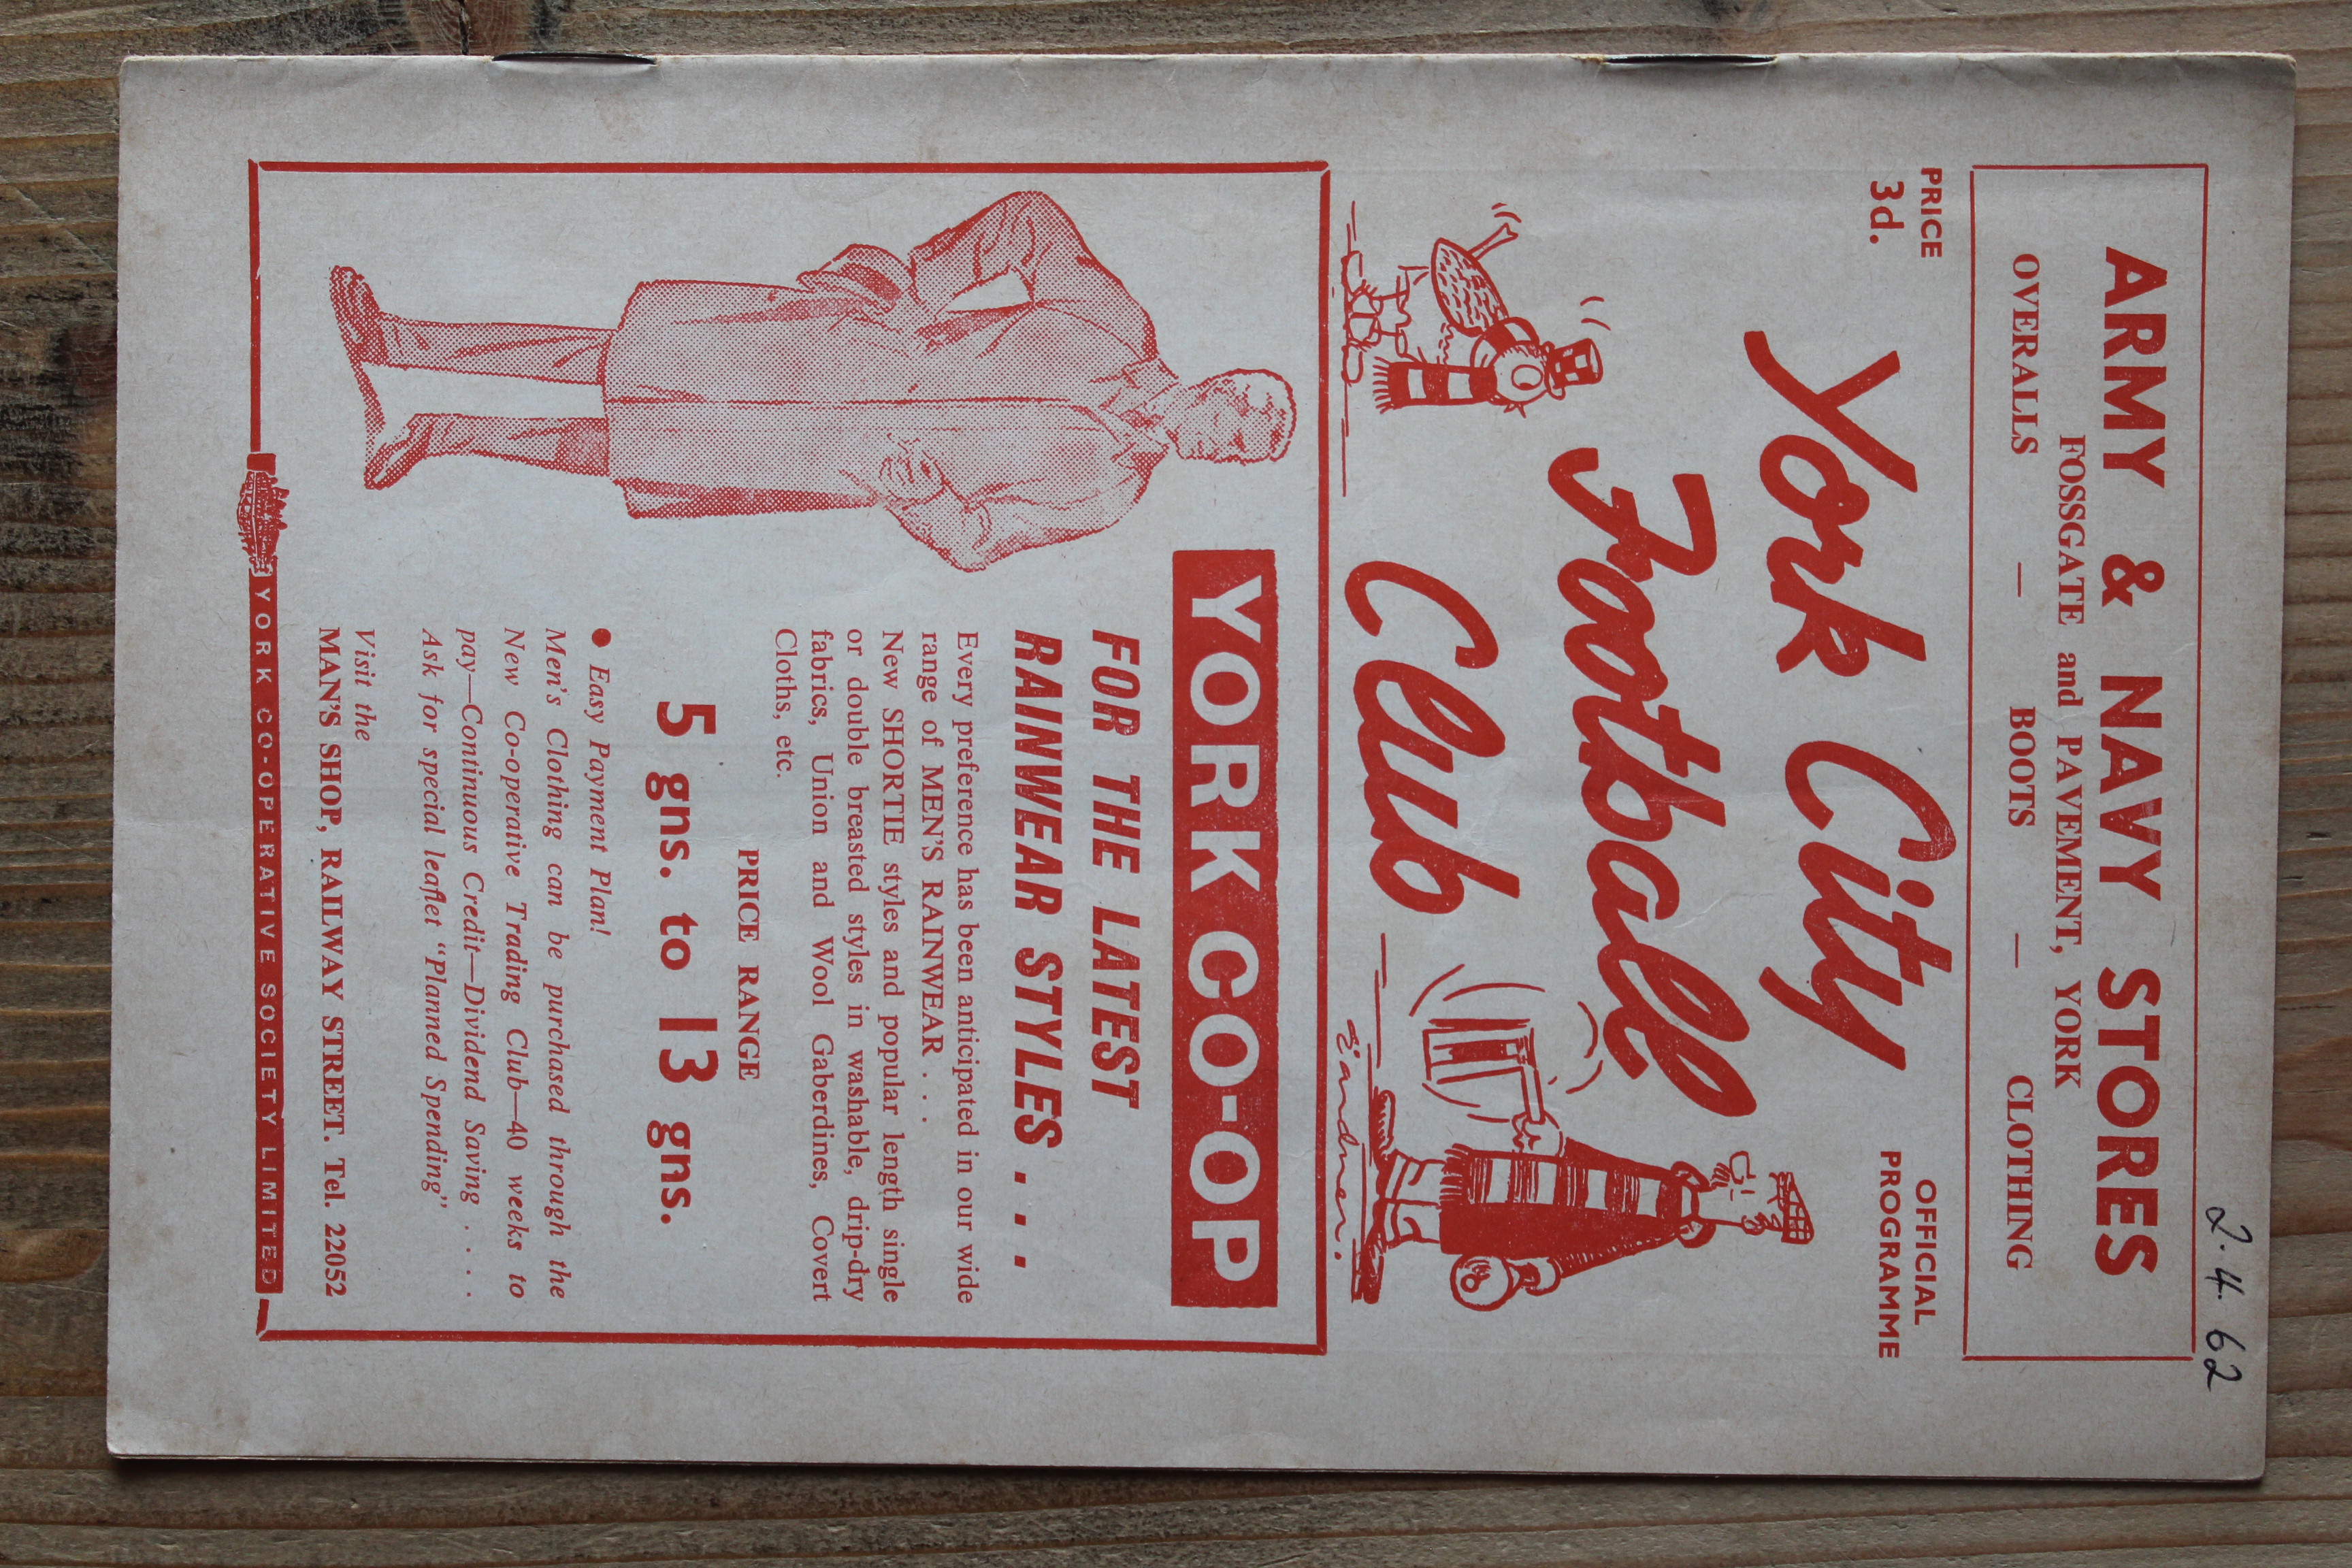 2.4.62
ARMY & NAVY STORES
FOSSGATE and PAVEMENT, YORK
OVERALLS — BOOTS — CLOTHING
PRICE
3d.
OFFICIAL
PROGRAMME
York City
Football
Club
Gardner.
YORK CO-OP
FOR THE LATEST
RAINWEAR STYLES . . .
Every preference has been anticipated in our wide
range of MEN'S RAINWEAR . . .
New SHORTIE styles and popular length single
or double breasted styles in washable, drip-dry
fabrics, Union and Wool Gaberdines, Covert
Cloths, etc.
PRICE RANGE
5 gns. to 13 gns.
● Easy Payment Plan!
Men's Clothing can be purchased through the
New Co-operative Trading Club—40 weeks to
pay—Continuous Credit—Dividend Saving . . . .
Ask for special leaflet "Planned Spending"
Visit the
MAN'S SHOP, RAILWAY STREET. Tel. 22052
YORK CO-OPERATIVE SOCIETY LIMITED